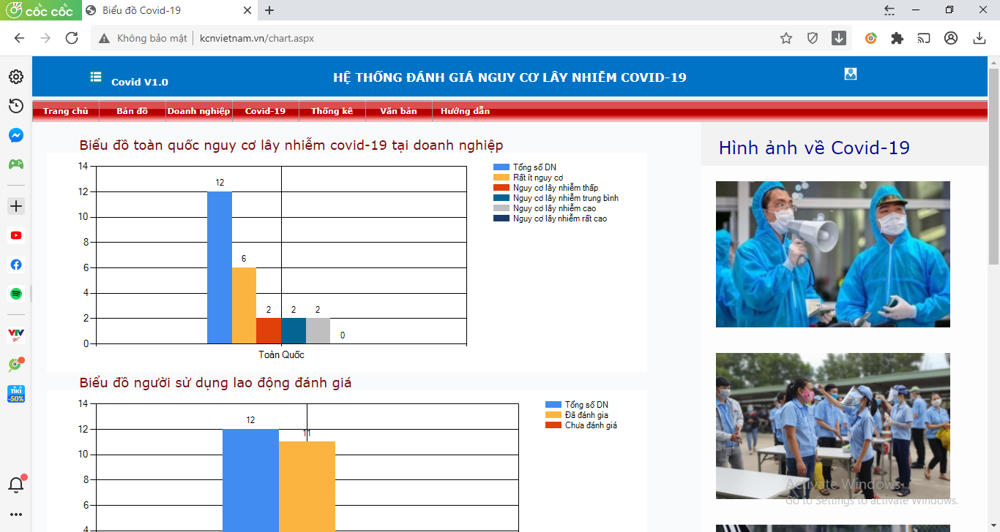 cốc cốc
Biểu đồ Covid-19
Không bảo mật
kcnvietnam.vn/chart.aspx
Covid V1.0
HỆ THỐNG ĐÁNH GIÁ NGUY CƠ LÂY NHIỄM COVID-19
Trang chủ Bản đồ Doanh nghiệp Covid-19 Thống kê Văn bản Hướng dẫn
Biểu đồ toàn quốc nguy cơ lây nhiễm covid-19 tại doanh nghiệp
14
12
10
8
6
4
2
0
12
6
2
2
2
0
Toàn Quốc
Tổng số DN
Rất ít nguy cơ
Nguy cơ lây nhiễm thấp
Nguy cơ lây nhiễm trung bình
Nguy cơ lây nhiễm cao
Nguy cơ lây nhiễm rất cao
Biểu đồ người sử dụng lao động đánh giá
14
12
10
8
6
4
12
11
Tổng số DN
Đã đánh gia
Chưa đánh giá
Hình ảnh về Covid-19
VTV
go
TIKI
-50%
Activate Windows
Go to Settings to activate Windows.